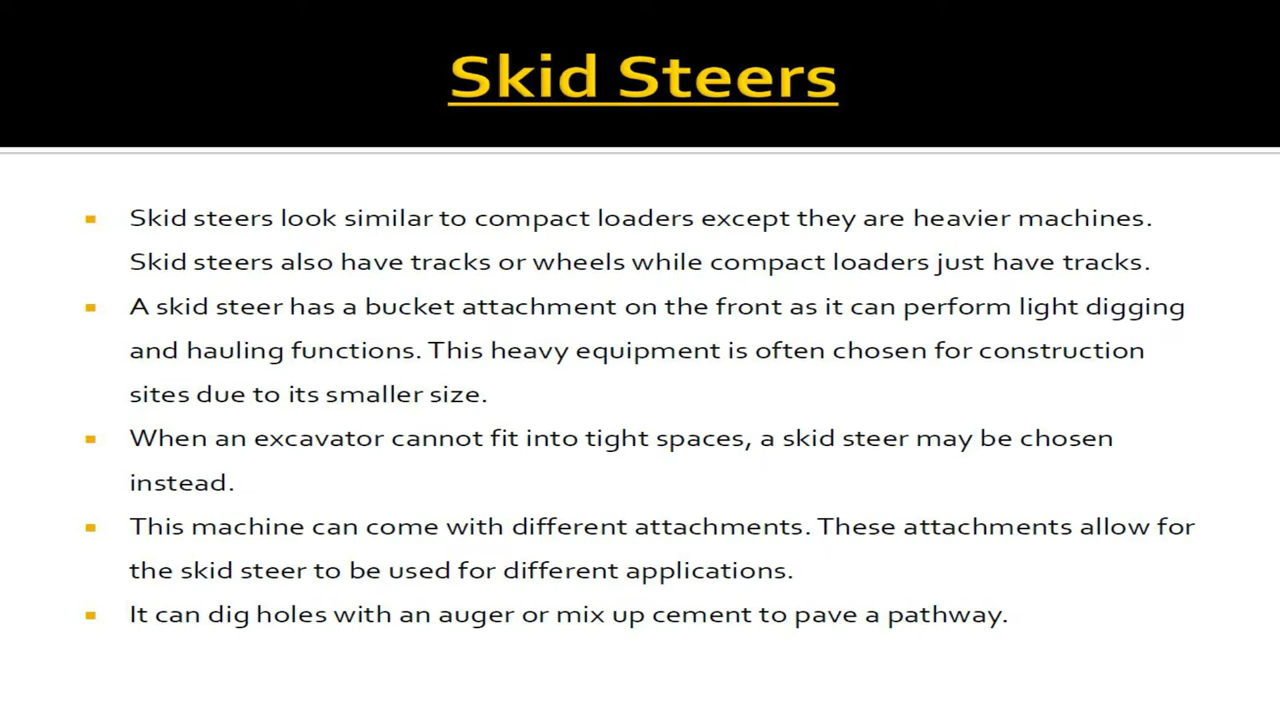 Skid Steers
Skid steers look similar to compact loaders except they are heavier machines.
Skid steers also have tracks or wheels while compact loaders just have tracks.
A skid steer has a bucket attachment on the front as it can perform light digging
and hauling functions. This heavy equipment is often chosen for construction
sites due to its smaller size.
When an excavator cannot fit into tight spaces, a skid steer may be chosen
instead.
This machine can come with different attachments. These attachments allow for
the skid steer to be used for different applications.
It can dig holes with an auger or mix up cement to pave a pathway.